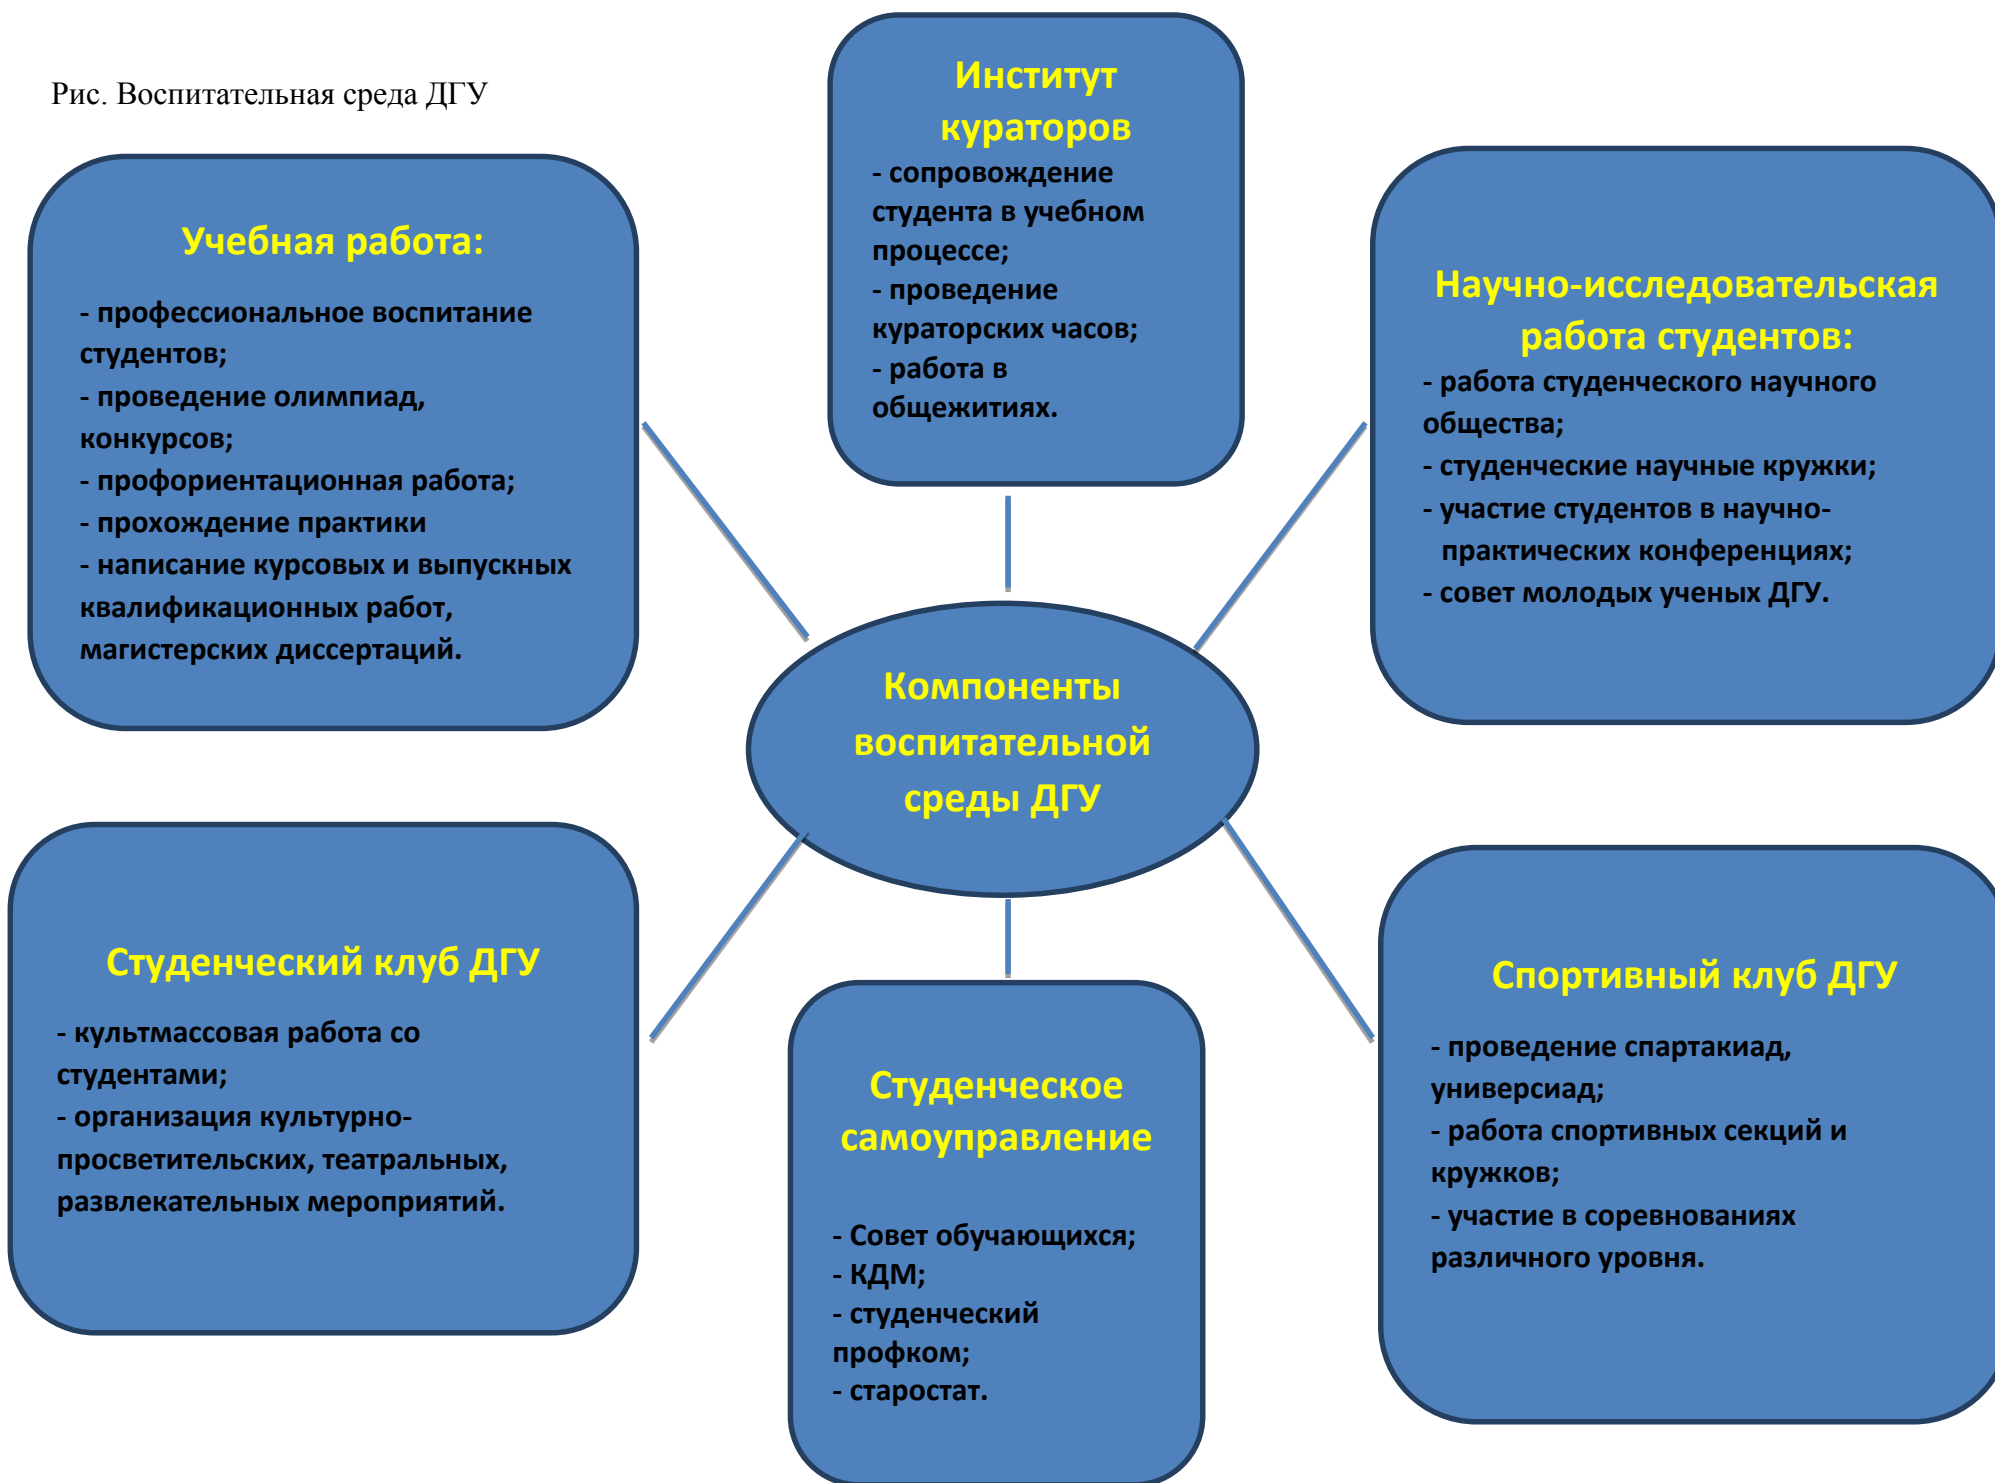 Рис. Воспитательная среда ДГУ
Институт
кураторов
- сопровождение
студента в учебном
процессе;
- проведение
кураторских часов;
- работа в
общежитиях.
Учебная работа:
- профессиональное воспитание
студентов;
- проведение олимпиад,
конкурсов;
- профориентационная работа;
- прохождение практики
- написание курсовых и выпускных
квалификационных работ,
магистерских диссертаций.
Научно-исследовательская
работа студентов:
- работа студенческого научного
общества;
- студенческие научные кружки;
- участие студентов в научно-
практических конференциях;
- совет молодых ученых ДГУ.
Компоненты
воспитательной
среды ДГУ
Студенческий клуб ДГУ
- культмассовая работа со
студентами;
- организация культурно-
просветительских, театральных,
развлекательных мероприятий.
Студенческое
самоуправление
- Совет обучающихся;
- КДМ;
- студенческий
профком;
- старостат.
Спортивный клуб ДГУ
- проведение спартакиад,
универсиад;
- работа спортивных секций и
кружков;
- участие в соревнованиях
различного уровня.